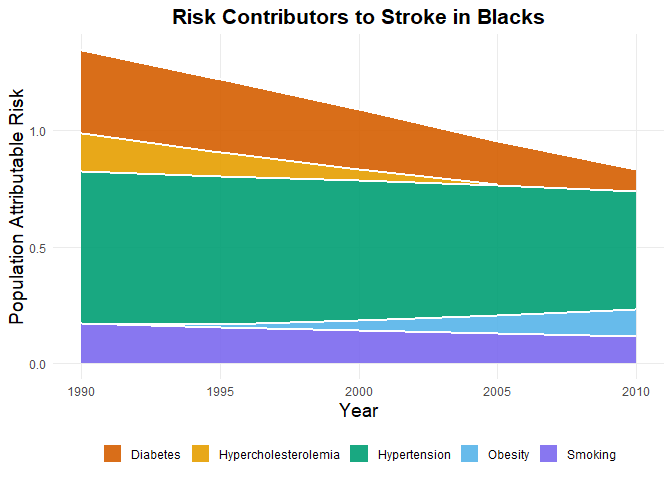 Risk Contributors to Stroke in Blacks
Population Attributable Risk
1.0
0.5
0.0
1990 1995 2000 2005 2010
Year
Diabetes Hypercholesterolemia Hypertension Obesity Smoking